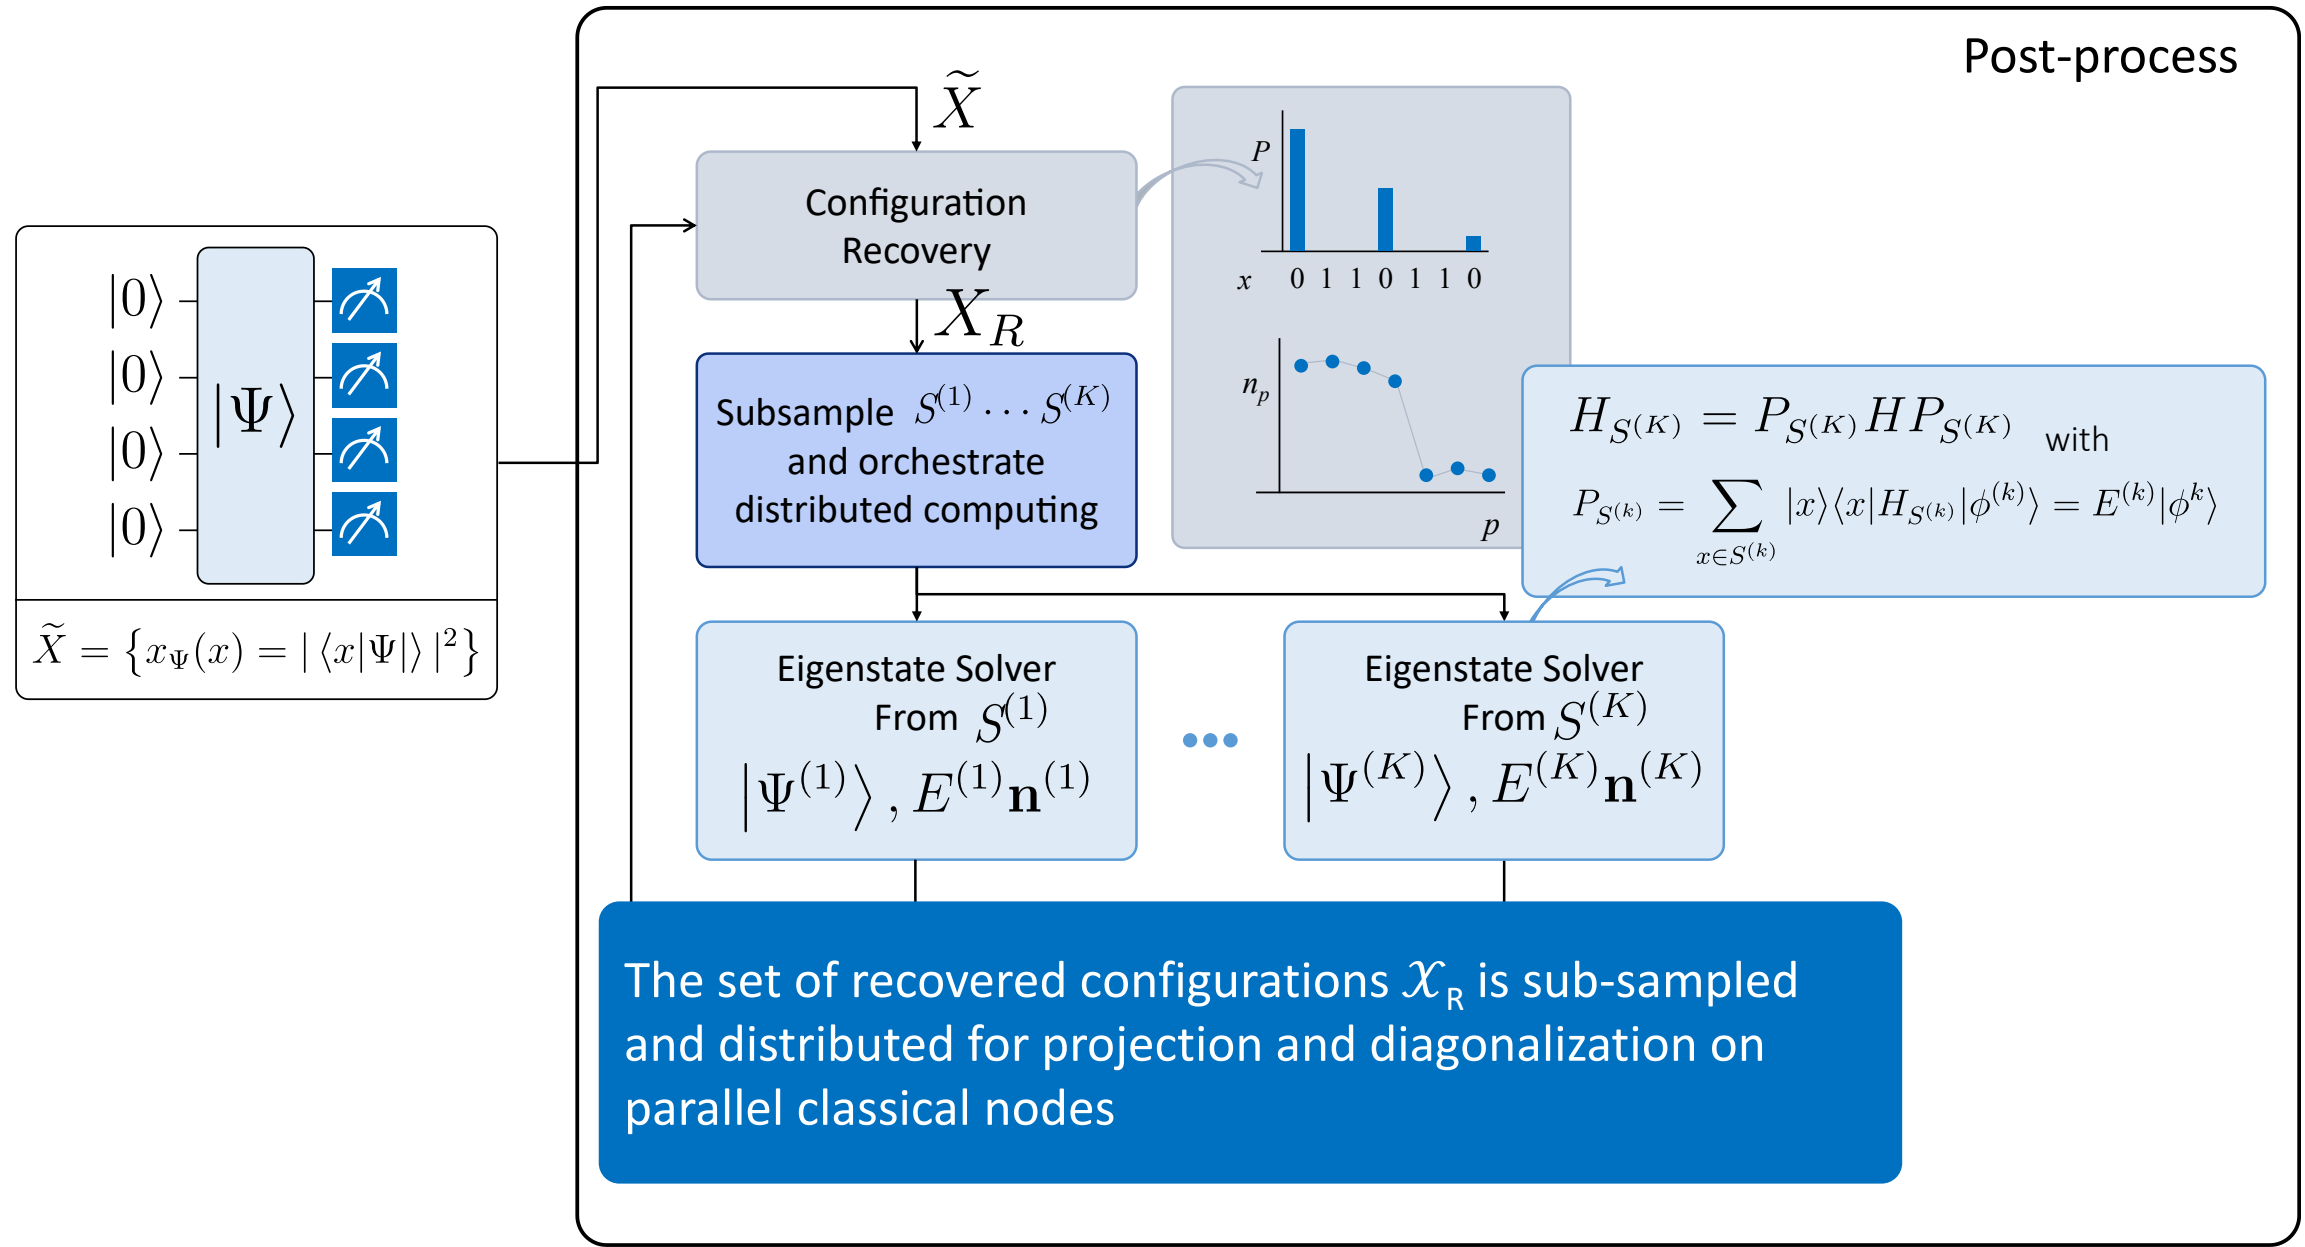 Post-process
|0⟩
|0⟩
|0⟩
|0⟩
|Ψ⟩
X̃ = {x_Ψ(x) = | ⟨x|Ψ|⟩ |²}
X̃
Configuration
Recovery
X_R
Subsample S^(1) ··· S^(K)
and orchestrate
distributed computing
P
x 0 1 1 0 1 1 0
n_p
p
H_{S^(K)} = P_{S^(K)} H P_{S^(K)} with
P_{S^(k)} = ∑_{x∈S^(k)} |x⟩⟨x|H_{S^(k)}|ϕ^(k)⟩ = E^(k)|ϕ^k⟩
Eigenstate Solver
From S^(1)
|Ψ^(1)⟩, E^(1) n^(1)
Eigenstate Solver
From S^(K)
|Ψ^(K)⟩, E^(K) n^(K)
The set of recovered configurations 𝒳_R is sub-sampled
and distributed for projection and diagonalization on
parallel classical nodes